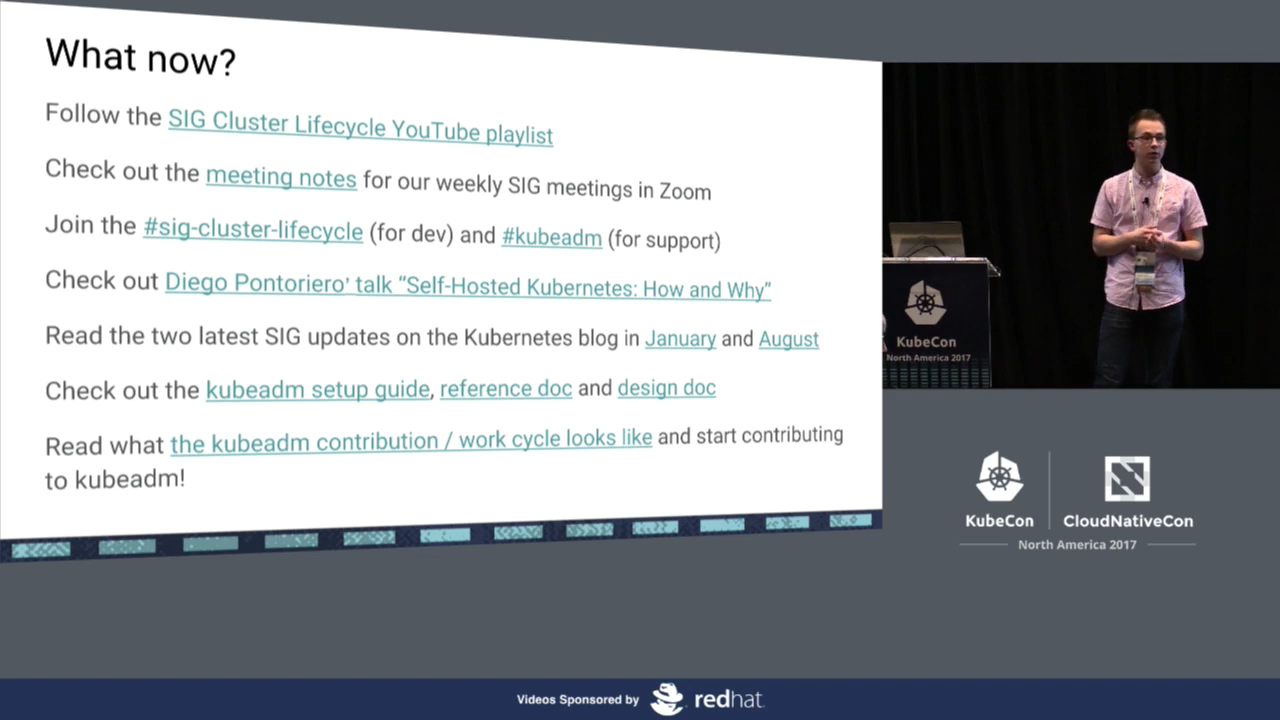 What now?
Follow the SIG Cluster Lifecycle YouTube playlist
Check out the meeting notes for our weekly SIG meetings in Zoom
Join the #sig-cluster-lifecycle (for dev) and #kubeadm (for support)
Check out Diego Pontoriero' talk “Self-Hosted Kubernetes: How and Why”
Read the two latest SIG updates on the Kubernetes blog in January and August
Check out the kubeadm setup guide, reference doc and design doc
Read what the kubeadm contribution / work cycle looks like and start contributing
to kubeadm!
KubeCon
North America 2017
KubeCon
CloudNativeCon
North America 2017
Videos Sponsored by redhat